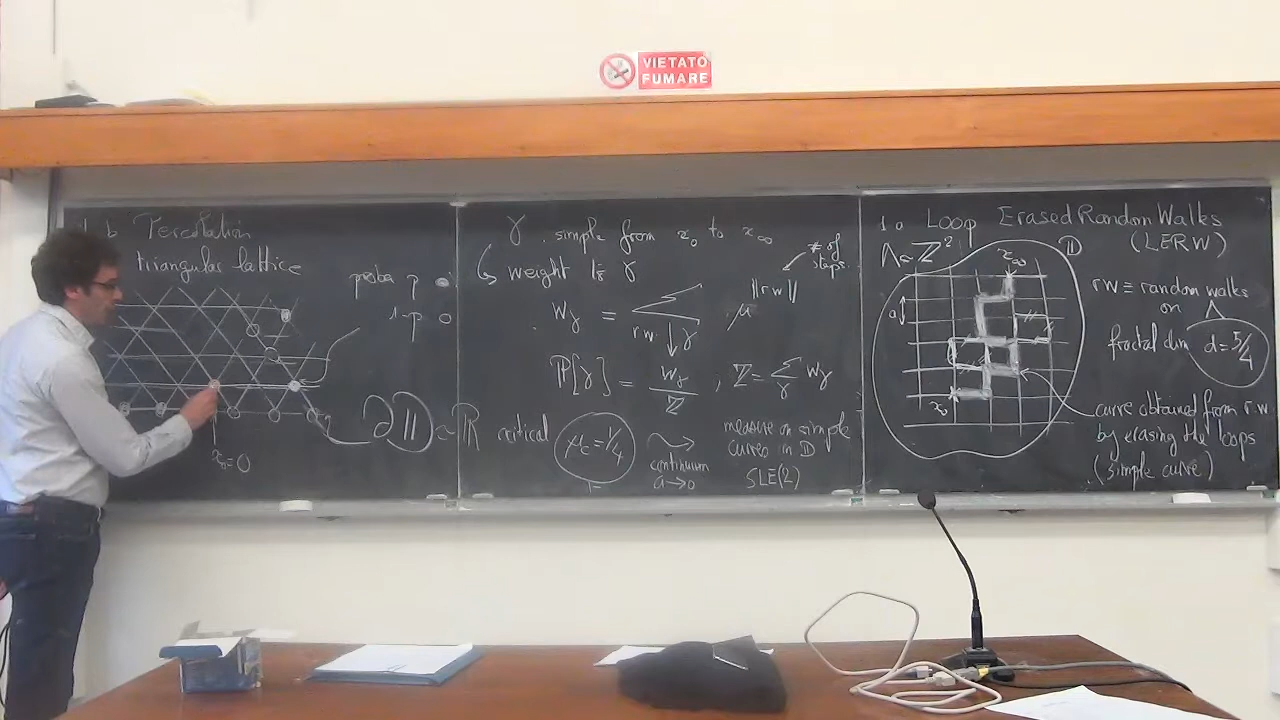 VIETATO
FUMARE
1.b Percolation
triangular lattice
proba p
1-p
x₀=0
∂𝔻 ≈ ℝ
γ simple from x₀ to x∞
weight to γ
# of steps
W_γ = Σ_{rw ↓ γ} μ^{||rw||}
ℙ[γ] = W_γ / Z , Z = Σ_γ W_γ
critical μc = 1/4
continuum
a→0
measure on simple
curves in 𝔻
SLE(2)
1.a Loop Erased Random Walks
(LERW)
Λ ⊂ ℤ²
𝔻
x∞
a
x₀
rw ≡ random walks
on Λ
fractal dim d = 5/4
curve obtained from r.w
by erasing the loops
(simple curve)